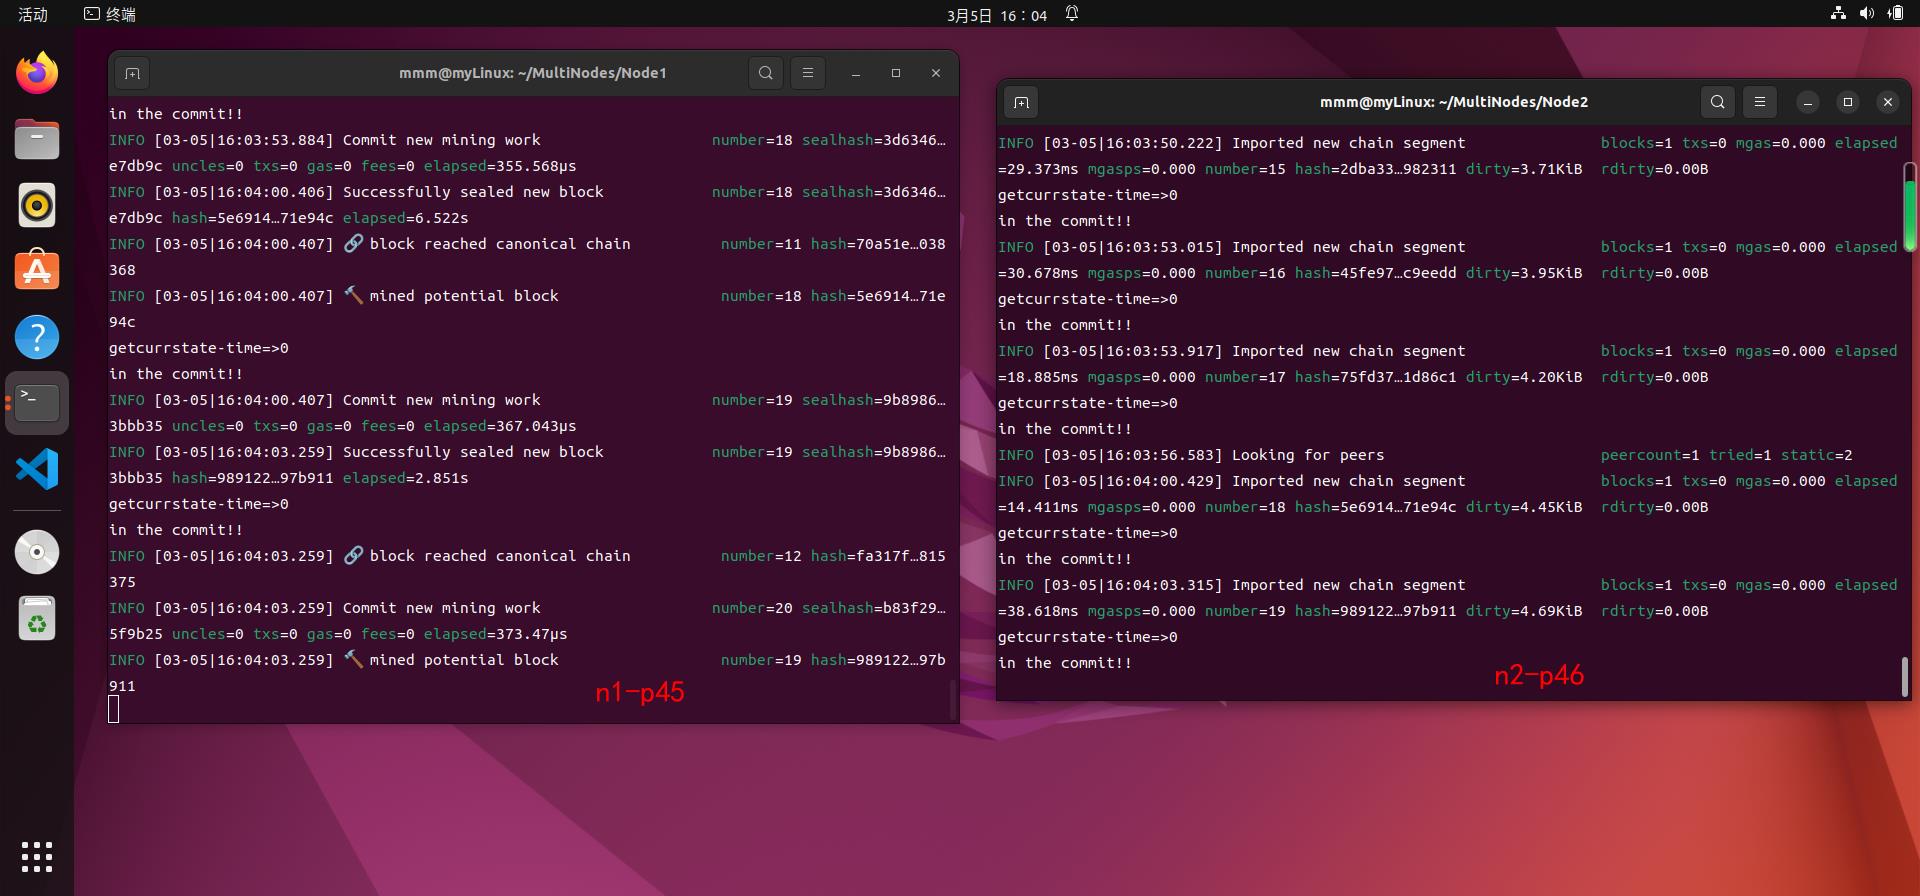 活动 终端 3月5日 16:04
mmm@myLinux: ~/MultiNodes/Node1
in the commit!!
INFO [03-05|16:03:53.884] Commit new mining work number=18 sealhash=3d6346…
e7db9c uncles=0 txs=0 gas=0 fees=0 elapsed=355.568µs
INFO [03-05|16:04:00.406] Successfully sealed new block number=18 sealhash=3d6346…
e7db9c hash=5e6914…71e94c elapsed=6.522s
INFO [03-05|16:04:00.407] 🔗 block reached canonical chain number=11 hash=70a51e…038
368
INFO [03-05|16:04:00.407] 🔨 mined potential block number=18 hash=5e6914…71e
94c
getcurrstate-time=>0
in the commit!!
INFO [03-05|16:04:00.407] Commit new mining work number=19 sealhash=9b8986…
3bbb35 uncles=0 txs=0 gas=0 fees=0 elapsed=367.043µs
INFO [03-05|16:04:03.259] Successfully sealed new block number=19 sealhash=9b8986…
3bbb35 hash=989122…97b911 elapsed=2.851s
getcurrstate-time=>0
in the commit!!
INFO [03-05|16:04:03.259] 🔗 block reached canonical chain number=12 hash=fa317f…815
375
INFO [03-05|16:04:03.259] Commit new mining work number=20 sealhash=b83f29…
5f9b25 uncles=0 txs=0 gas=0 fees=0 elapsed=373.47µs
INFO [03-05|16:04:03.259] 🔨 mined potential block number=19 hash=989122…97b
911
n1-p45
mmm@myLinux: ~/MultiNodes/Node2
INFO [03-05|16:03:50.222] Imported new chain segment blocks=1 txs=0 mgas=0.000 elapsed
=29.373ms mgasps=0.000 number=15 hash=2dba33…982311 dirty=3.71KiB rdirty=0.00B
getcurrstate-time=>0
in the commit!!
INFO [03-05|16:03:53.015] Imported new chain segment blocks=1 txs=0 mgas=0.000 elapsed
=30.678ms mgasps=0.000 number=16 hash=45fe97…c9eedd dirty=3.95KiB rdirty=0.00B
getcurrstate-time=>0
in the commit!!
INFO [03-05|16:03:53.917] Imported new chain segment blocks=1 txs=0 mgas=0.000 elapsed
=18.885ms mgasps=0.000 number=17 hash=75fd37…1d86c1 dirty=4.20KiB rdirty=0.00B
getcurrstate-time=>0
in the commit!!
INFO [03-05|16:03:56.583] Looking for peers peercount=1 tried=1 static=2
INFO [03-05|16:04:00.429] Imported new chain segment blocks=1 txs=0 mgas=0.000 elapsed
=14.411ms mgasps=0.000 number=18 hash=5e6914…71e94c dirty=4.45KiB rdirty=0.00B
getcurrstate-time=>0
in the commit!!
INFO [03-05|16:04:03.315] Imported new chain segment blocks=1 txs=0 mgas=0.000 elapsed
=38.618ms mgasps=0.000 number=19 hash=989122…97b911 dirty=4.69KiB rdirty=0.00B
getcurrstate-time=>0
in the commit!!
n2-p46